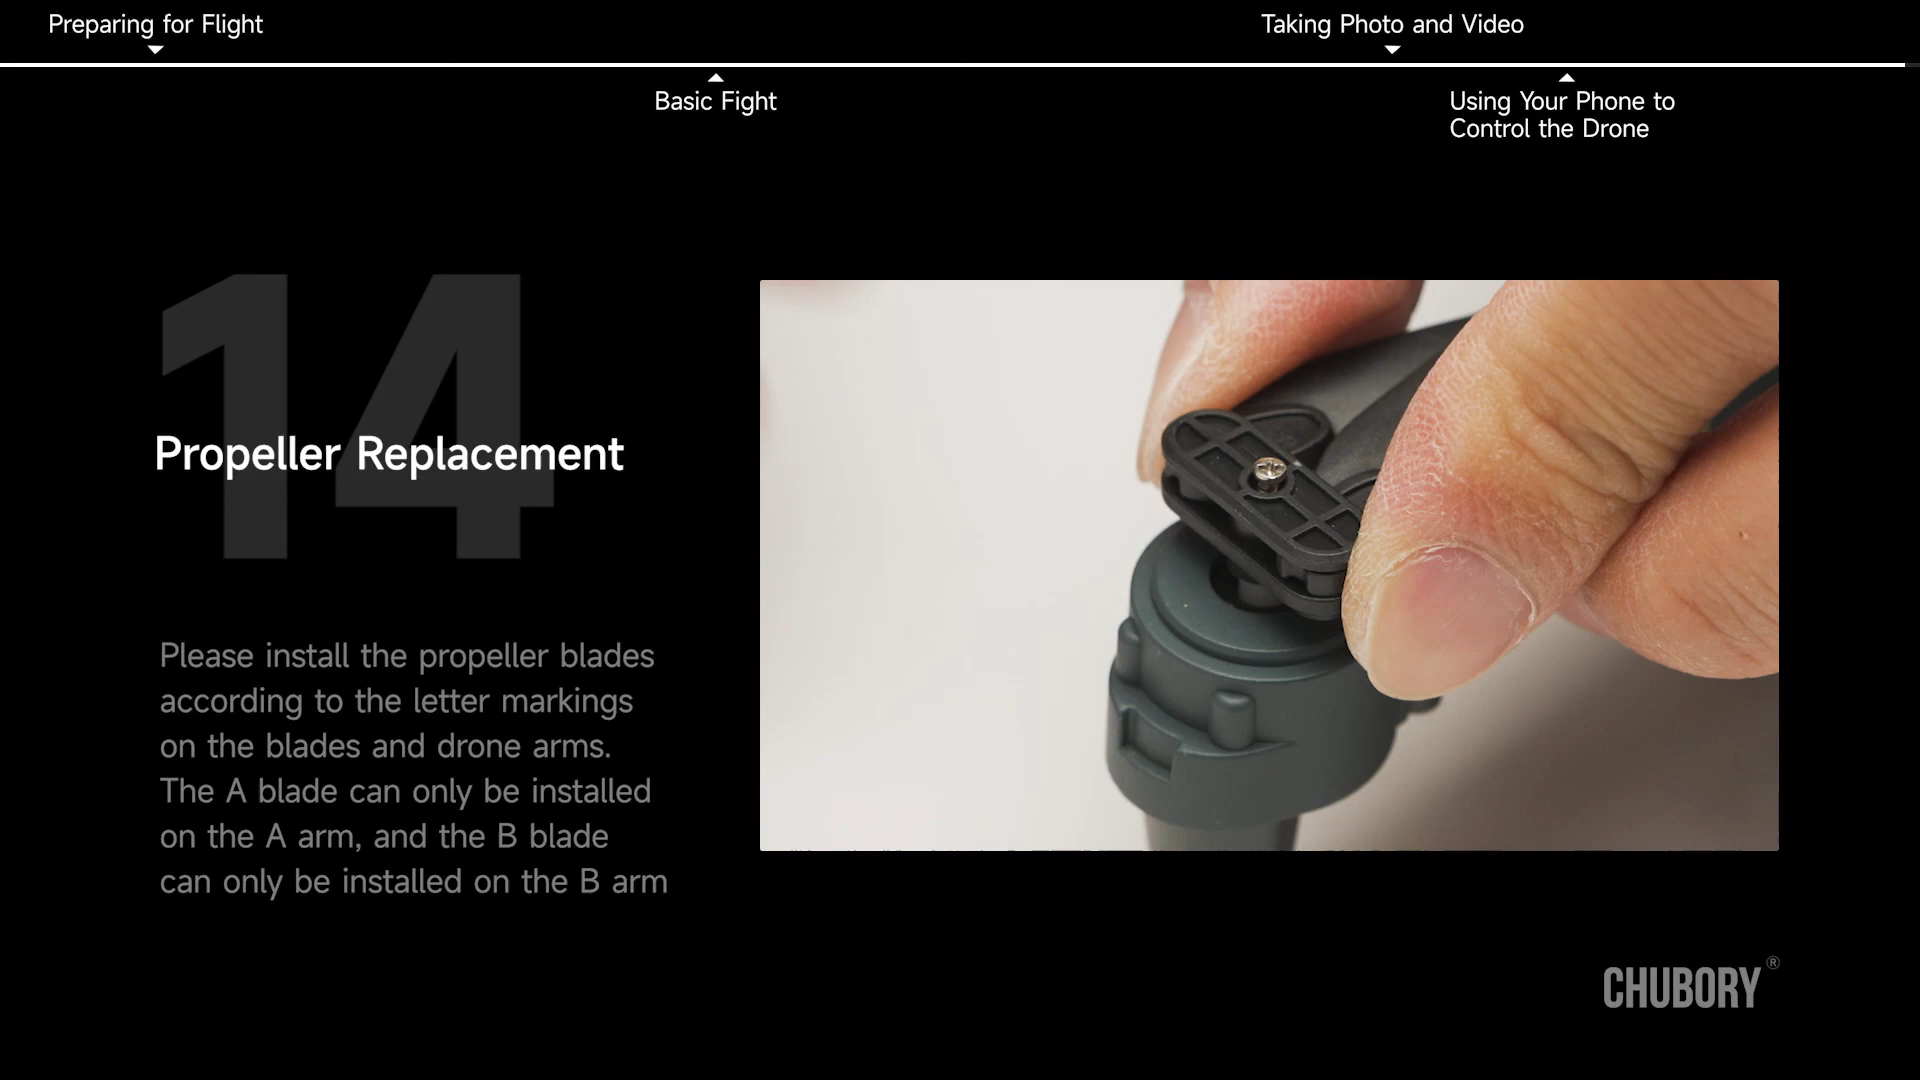 Preparing for Flight
Taking Photo and Video
Basic Fight
Using Your Phone to
Control the Drone
14
Propeller Replacement
Please install the propeller blades
according to the letter markings
on the blades and drone arms.
The A blade can only be installed
on the A arm, and the B blade
can only be installed on the B arm
CHUBORY®